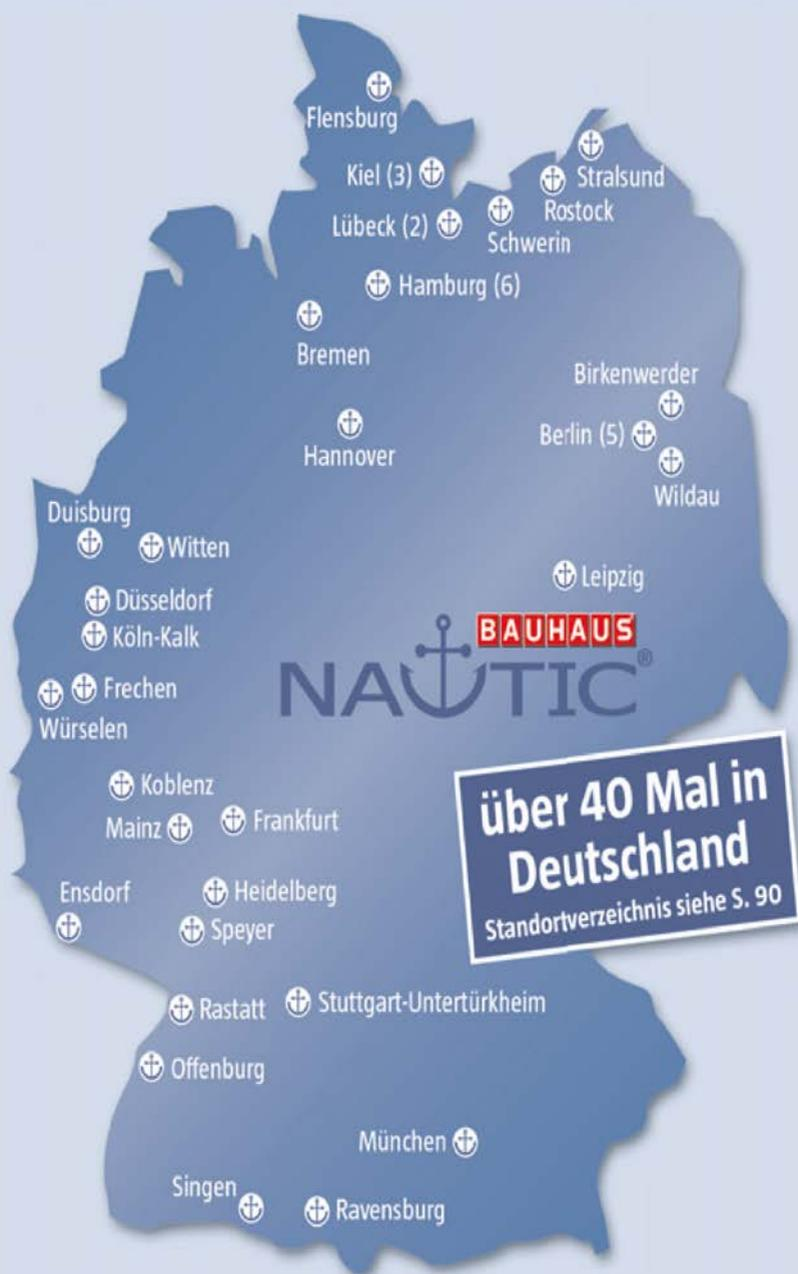 Flensburg
Kiel (3)
Stralsund
Rostock
Lübeck (2)
Schwerin
Hamburg (6)
Bremen
Birkenwerder
Berlin (5)
Hannover
Wildau
Duisburg
Witten
Leipzig
Düsseldorf
BAUHAUS
Köln-Kalk
NAUTIC®
Frechen
Würselen
Koblenz
Mainz
Frankfurt
über 40 Mal in
Deutschland
Standortverzeichnis siehe S. 90
Ensdorf
Heidelberg
Speyer
Rastatt
Stuttgart-Untertürkheim
Offenburg
München
Singen
Ravensburg